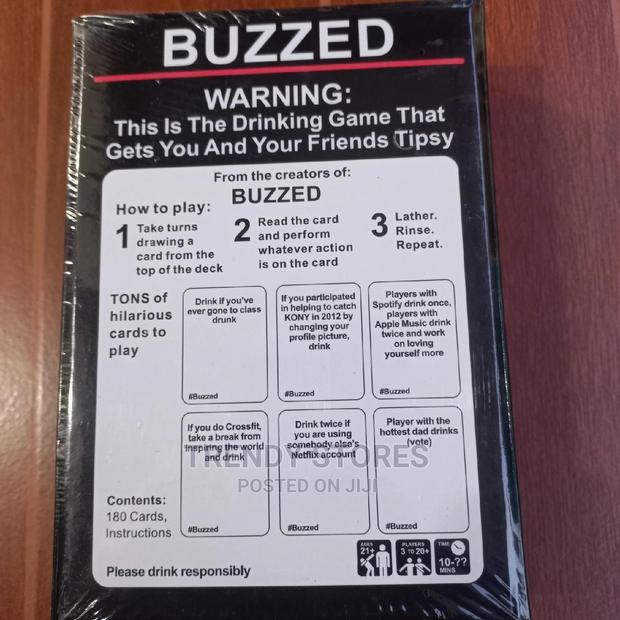 BUZZED
WARNING:
This Is The Drinking Game That
Gets You And Your Friends Tipsy
From the creators of:
BUZZED
How to play:
1 Take turns
drawing a
card from the
top of the deck
2 Read the card
and perform
whatever action
is on the card
3 Lather.
Rinse.
Repeat.
TONS of
hilarious
cards to
play
Drink if you've
ever gone to class
drunk
#Buzzed
If you participated
in helping to catch
KONY in 2012 by
changing your
profile picture,
drink
#Buzzed
Players with
Spotify drink once,
players with
Apple Music drink
twice and work
on loving
yourself more
#Buzzed
If you do Crossfit,
take a break from
inspiring the world
and drink
#Buzzed
Drink twice if
you are using
somebody else's
Netflix account
#Buzzed
Player with the
hottest dad drinks
(vote)
#Buzzed
TRENDY STORES
POSTED ON JIJI
Contents:
180 Cards,
Instructions
Please drink responsibly
AGES
21+
PLAYERS
3 TO 20+
TIME
10-??
MINS